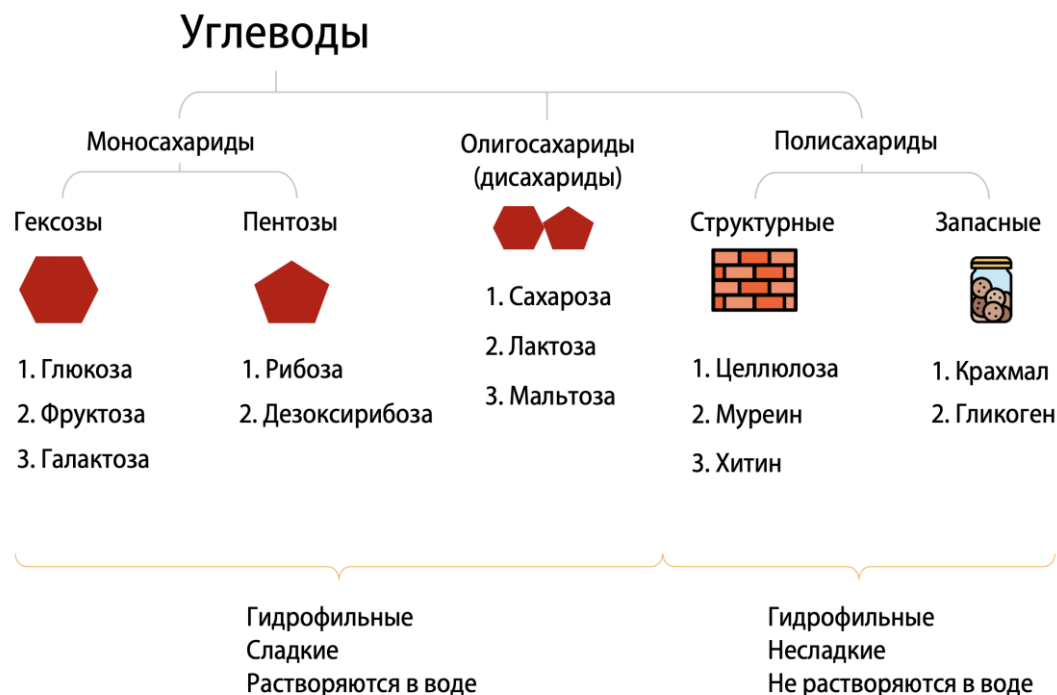 Углеводы
Моносахариды
Гексозы
1. Глюкоза
2. Фруктоза
3. Галактоза
Пентозы
1. Рибоза
2. Дезоксирибоза
Олигосахариды
(дисахариды)
1. Сахароза
2. Лактоза
3. Мальтоза
Полисахариды
Структурные
1. Целлюлоза
2. Муреин
3. Хитин
Запасные
1. Крахмал
2. Гликоген
Гидрофильные
Сладкие
Растворяются в воде
Гидрофильные
Несладкие
Не растворяются в воде